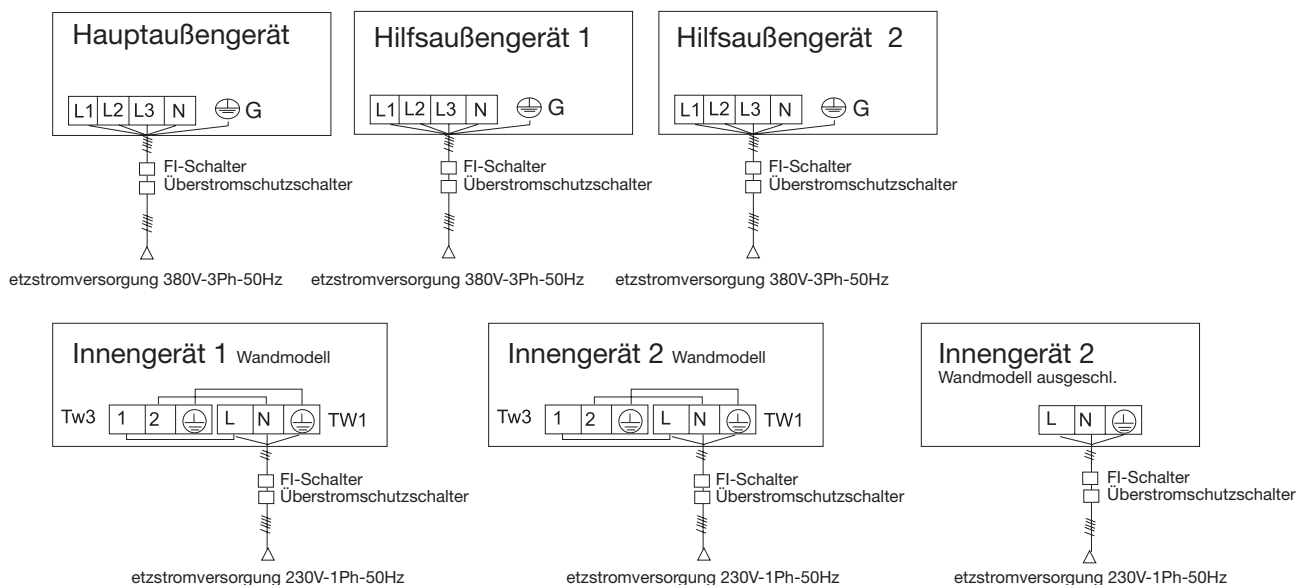 Hauptaußengerät
L1 L2 L3 N G
FI-Schalter
Überstromschutzschalter
etzstromversorgung 380V-3Ph-50Hz
Hilfsaußengerät 1
L1 L2 L3 N G
FI-Schalter
Überstromschutzschalter
etzstromversorgung 380V-3Ph-50Hz
Hilfsaußengerät 2
L1 L2 L3 N G
FI-Schalter
Überstromschutzschalter
etzstromversorgung 380V-3Ph-50Hz
Innengerät 1 Wandmodell
Tw3 1 2 L N TW1
FI-Schalter
Überstromschutzschalter
etzstromversorgung 230V-1Ph-50Hz
Innengerät 2 Wandmodell
Tw3 1 2 L N TW1
FI-Schalter
Überstromschutzschalter
etzstromversorgung 230V-1Ph-50Hz
Innengerät 2
Wandmodell ausgeschl.
L N
FI-Schalter
Überstromschutzschalter
etzstromversorgung 230V-1Ph-50Hz